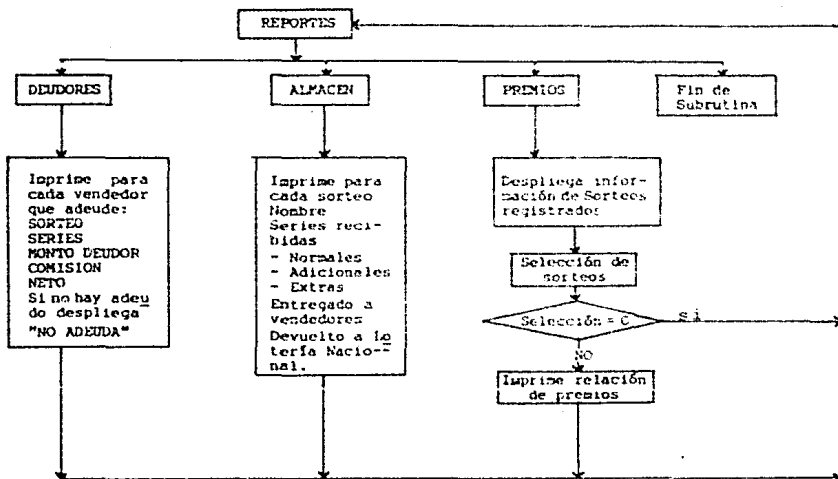 REPORTES
DEUDORES
ALMACEN
PREMIOS
Fin de
Subrutina
Imprime para
cada vendedor
que adeude:
SORTEO
SERIES
MONTO DEUDOR
COMISION
NETO
Si no hay adeu
do despliega
"NO ADEUDA"
Imprime para
cada sorteo
Nombre
Series reci-
bidas
- Normales
- Adicionales
- Extras
Entregado a
vendedores
Devuelto a lo
tería Nacio-
nal.
Despliega infor-
mación de Sorteos
registrados
Selección de
sorteos
Selección = 0
si
NO
Imprime relación
de premios